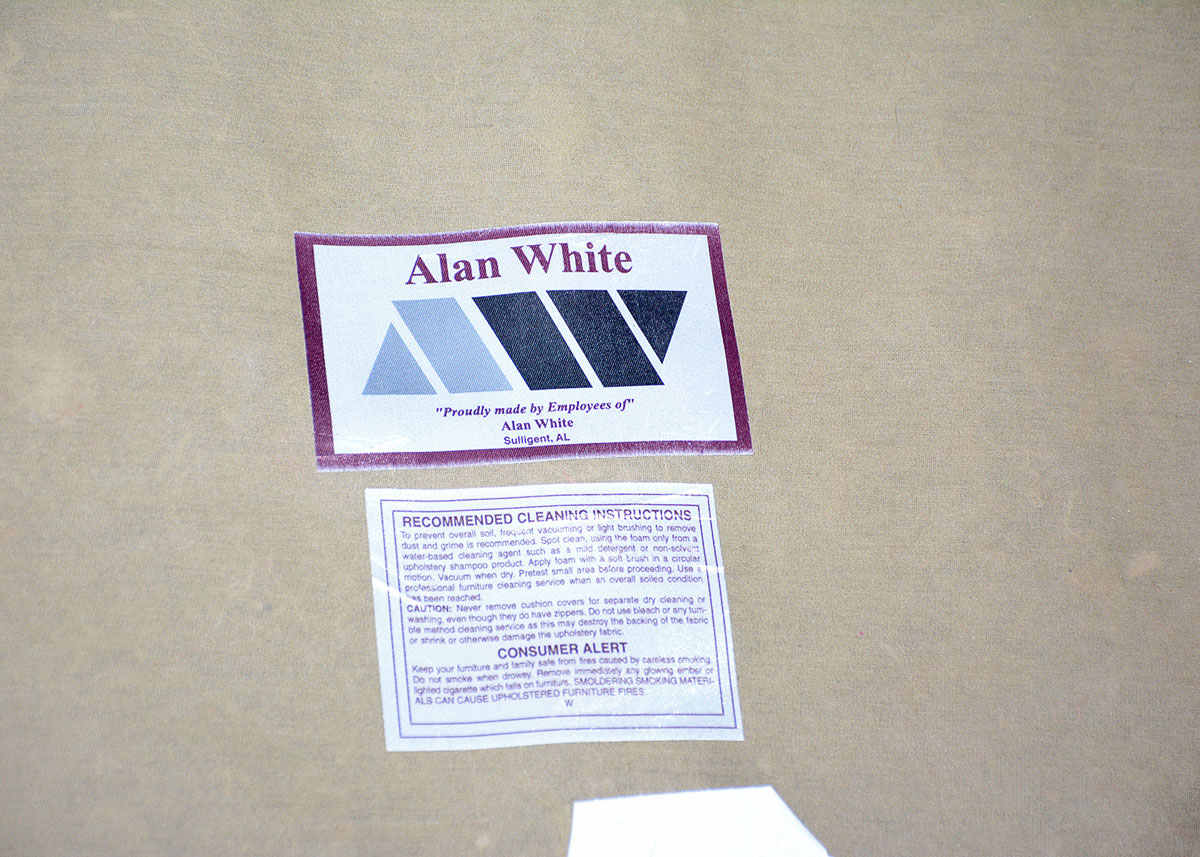 Alan White
"Proudly made by Employees of"
Alan White
Sulligent, AL
RECOMMENDED CLEANING INSTRUCTIONS
To prevent overall soil, frequent vacuuming or light brushing to remove
dust and grime is recommended. Spot clean, using the foam only from a
water-based cleaning agent such as a mild detergent or non-solvent
upholstery shampoo product. Apply foam with a soft brush in a circular
motion. Vacuum when dry. Pretest small area before proceeding. Use a
professional furniture cleaning service when an overall soiled condition
has been reached.
CAUTION: Never remove cushion covers for separate dry cleaning or
washing, even though they do have zippers. Do not use bleach or any tum-
ble method cleaning service as this may destroy the backing of the fabric
or shrink or otherwise damage the upholstery fabric.
CONSUMER ALERT
Keep your furniture and family safe from fires caused by careless smoking.
Do not smoke when drowsy. Remove immediately any glowing ember or
lighted cigarette which falls on furniture. SMOLDERING SMOKING MATERI-
ALS CAN CAUSE UPHOLSTERED FURNITURE FIRES
W